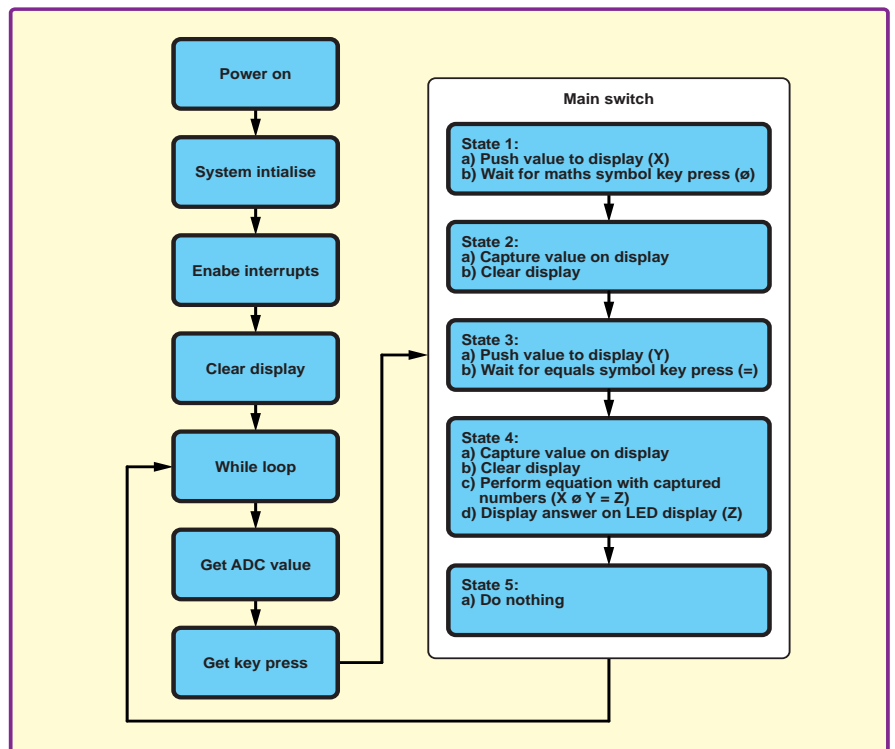 Power on
System intialise
Enabe interrupts
Clear display
While loop
Get ADC value
Get key press
Main switch
State 1:
a) Push value to display (X)
b) Wait for maths symbol key press (ø)
State 2:
a) Capture value on display
b) Clear display
State 3:
a) Push value to display (Y)
b) Wait for equals symbol key press (=)
State 4:
a) Capture value on display
b) Clear display
c) Perform equation with captured
numbers (X ø Y = Z)
d) Display answer on LED display (Z)
State 5:
a) Do nothing